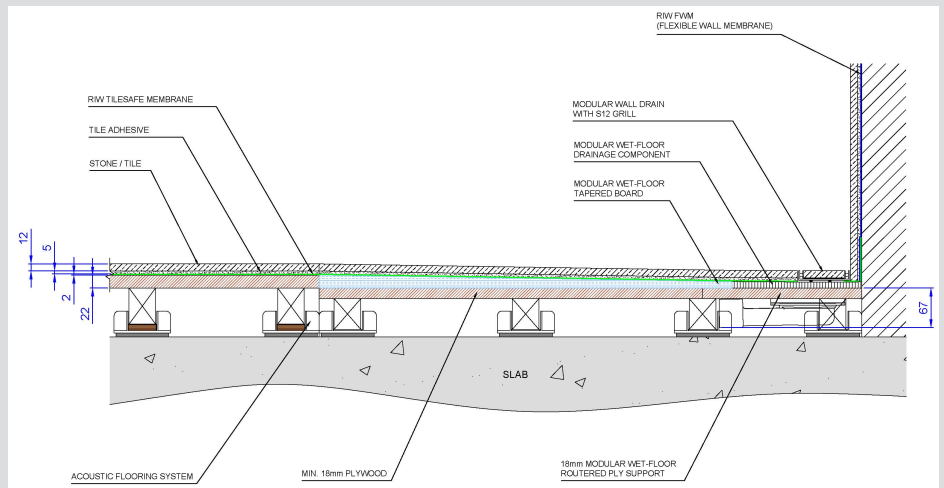 RIW FWM
(FLEXIBLE WALL MEMBRANE)
RIW TILESAFE MEMBRANE
MODULAR WALL DRAIN
WITH S12 GRILL
TILE ADHESIVE
MODULAR WET-FLOOR
DRAINAGE COMPONENT
STONE / TILE
MODULAR WET-FLOOR
TAPERED BOARD
12
5
2
22
67
SLAB
ACOUSTIC FLOORING SYSTEM
MIN. 18mm PLYWOOD
18mm MODULAR WET-FLOOR
ROUTERED PLY SUPPORT